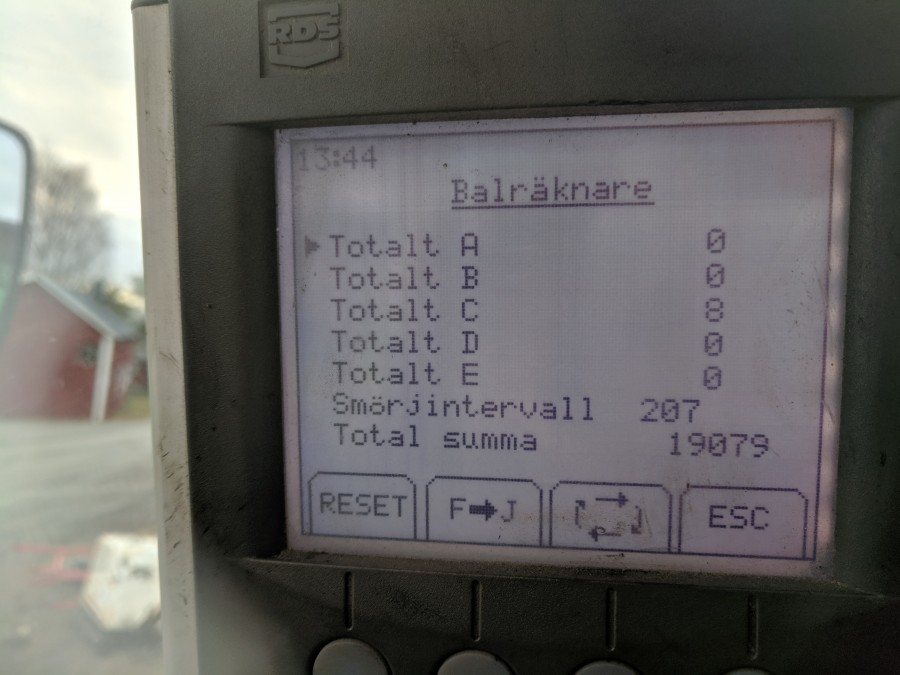 RDS
13:44
Balräknare
Totalt A 0
Totalt B 0
Totalt C 8
Totalt D 0
Totalt E 0
Smörjintervall 207
Total summa 19079
RESET F➡J ESC